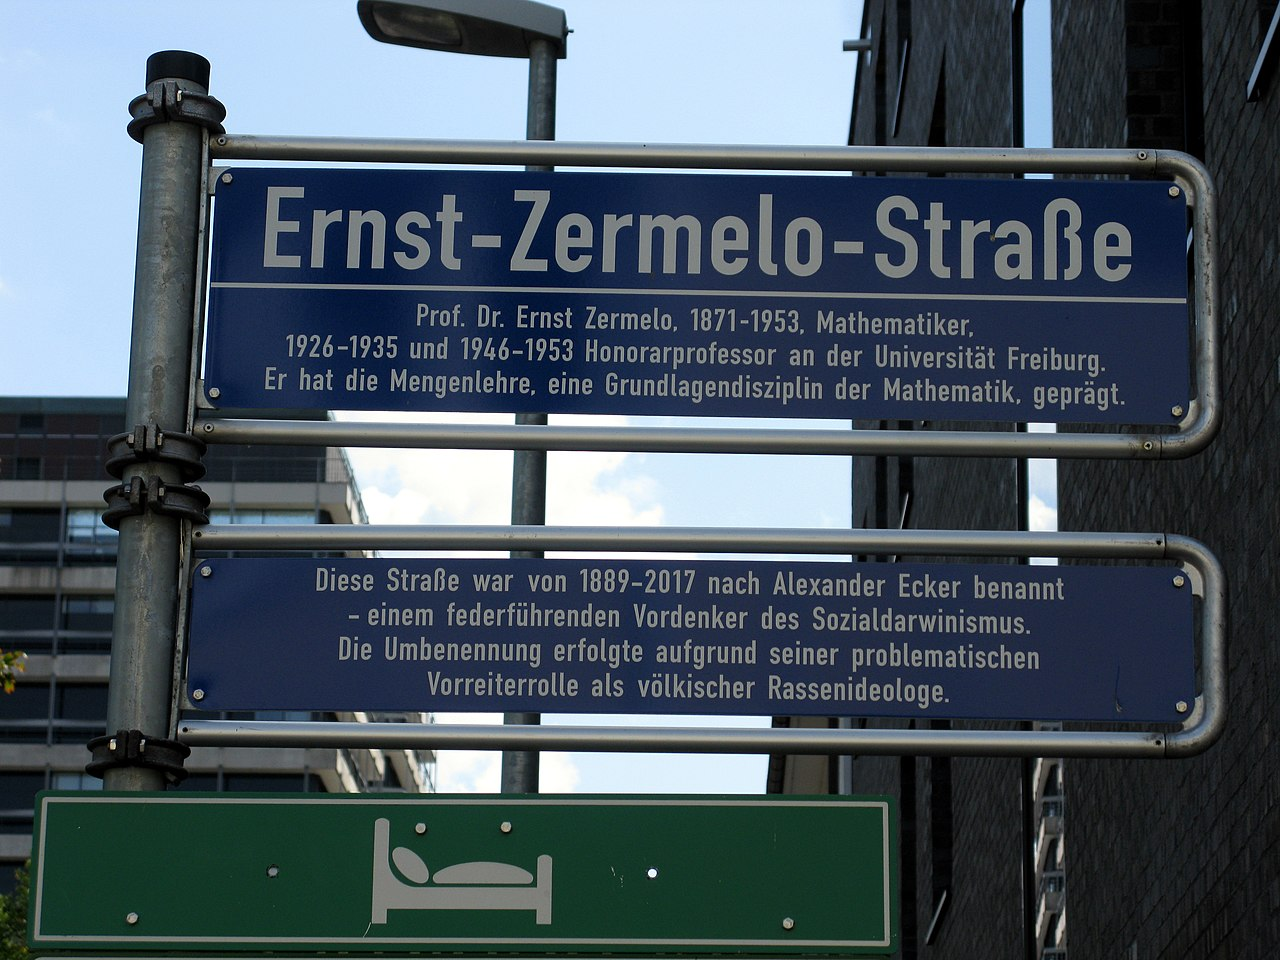 Ernst-Zermelo-Straße
Prof. Dr. Ernst Zermelo, 1871-1953, Mathematiker,
1926-1935 und 1946-1953 Honorarprofessor an der Universität Freiburg.
Er hat die Mengenlehre, eine Grundlagendisziplin der Mathematik, geprägt.
Diese Straße war von 1889-2017 nach Alexander Ecker benannt
- einem federführenden Vordenker des Sozialdarwinismus.
Die Umbenennung erfolgte aufgrund seiner problematischen
Vorreiterrolle als völkischer Rassenideologe.